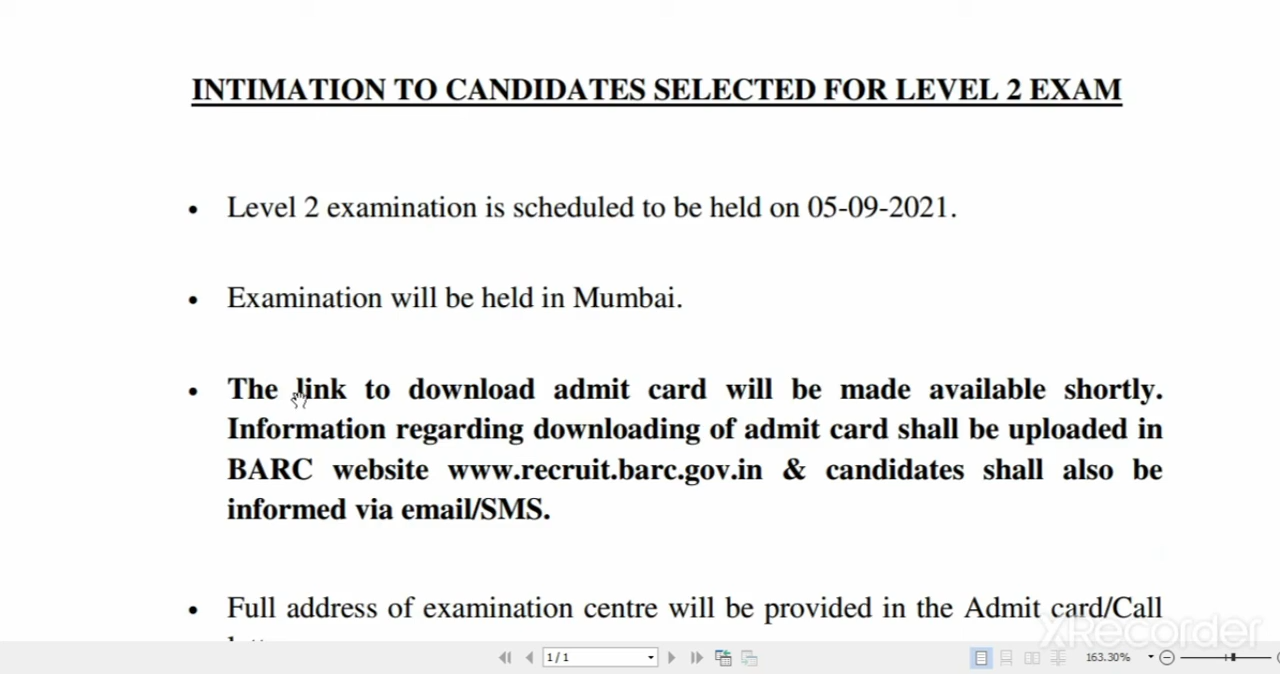 INTIMATION TO CANDIDATES SELECTED FOR LEVEL 2 EXAM
• Level 2 examination is scheduled to be held on 05-09-2021.
• Examination will be held in Mumbai.
• The link to download admit card will be made available shortly.
Information regarding downloading of admit card shall be uploaded in
BARC website www.recruit.barc.gov.in & candidates shall also be
informed via email/SMS.
• Full address of examination centre will be provided in the Admit card/Call
XRecorder
1/1
163.30%